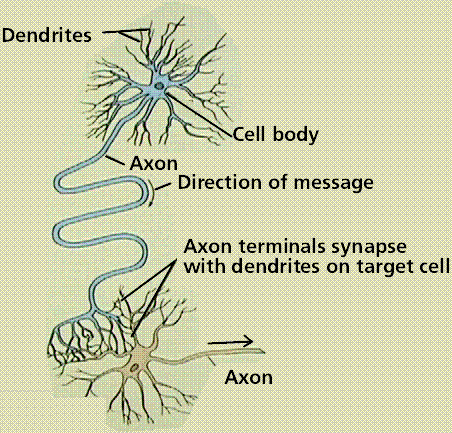 Dendrites
Cell body
Axon
Direction of message
Axon terminals synapse
with dendrites on target cell
Axon